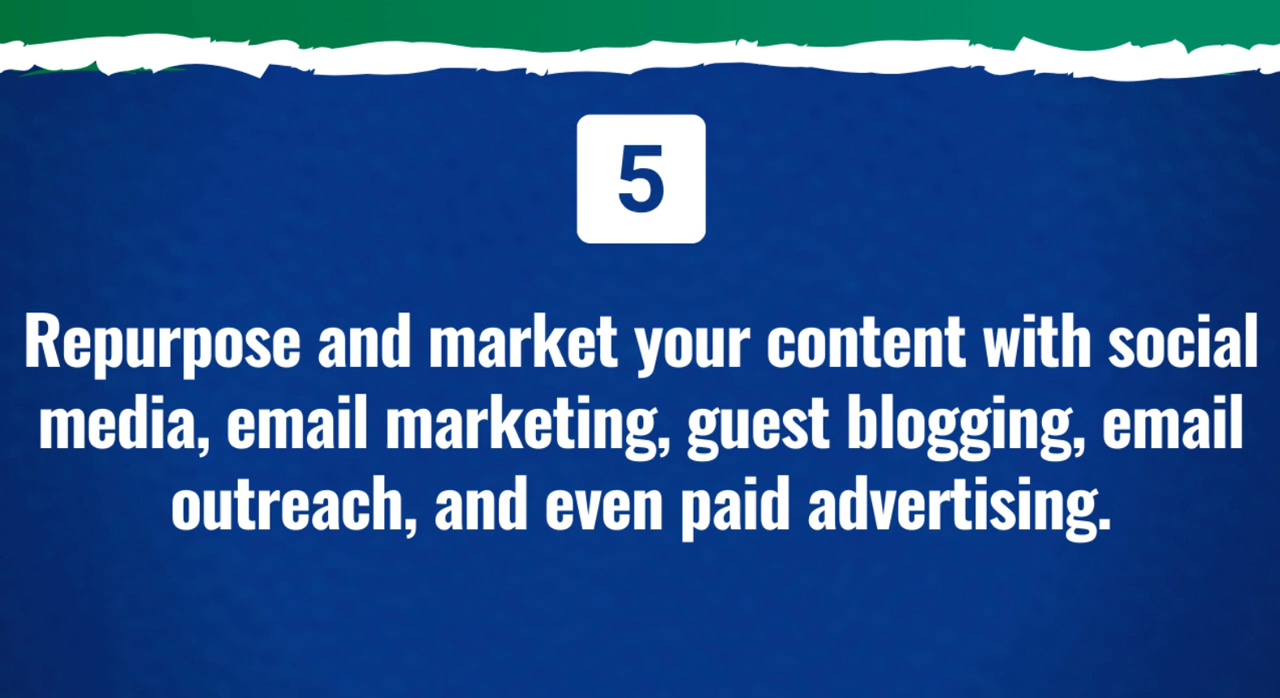 5
Repurpose and market your content with social
media, email marketing, guest blogging, email
outreach, and even paid advertising.